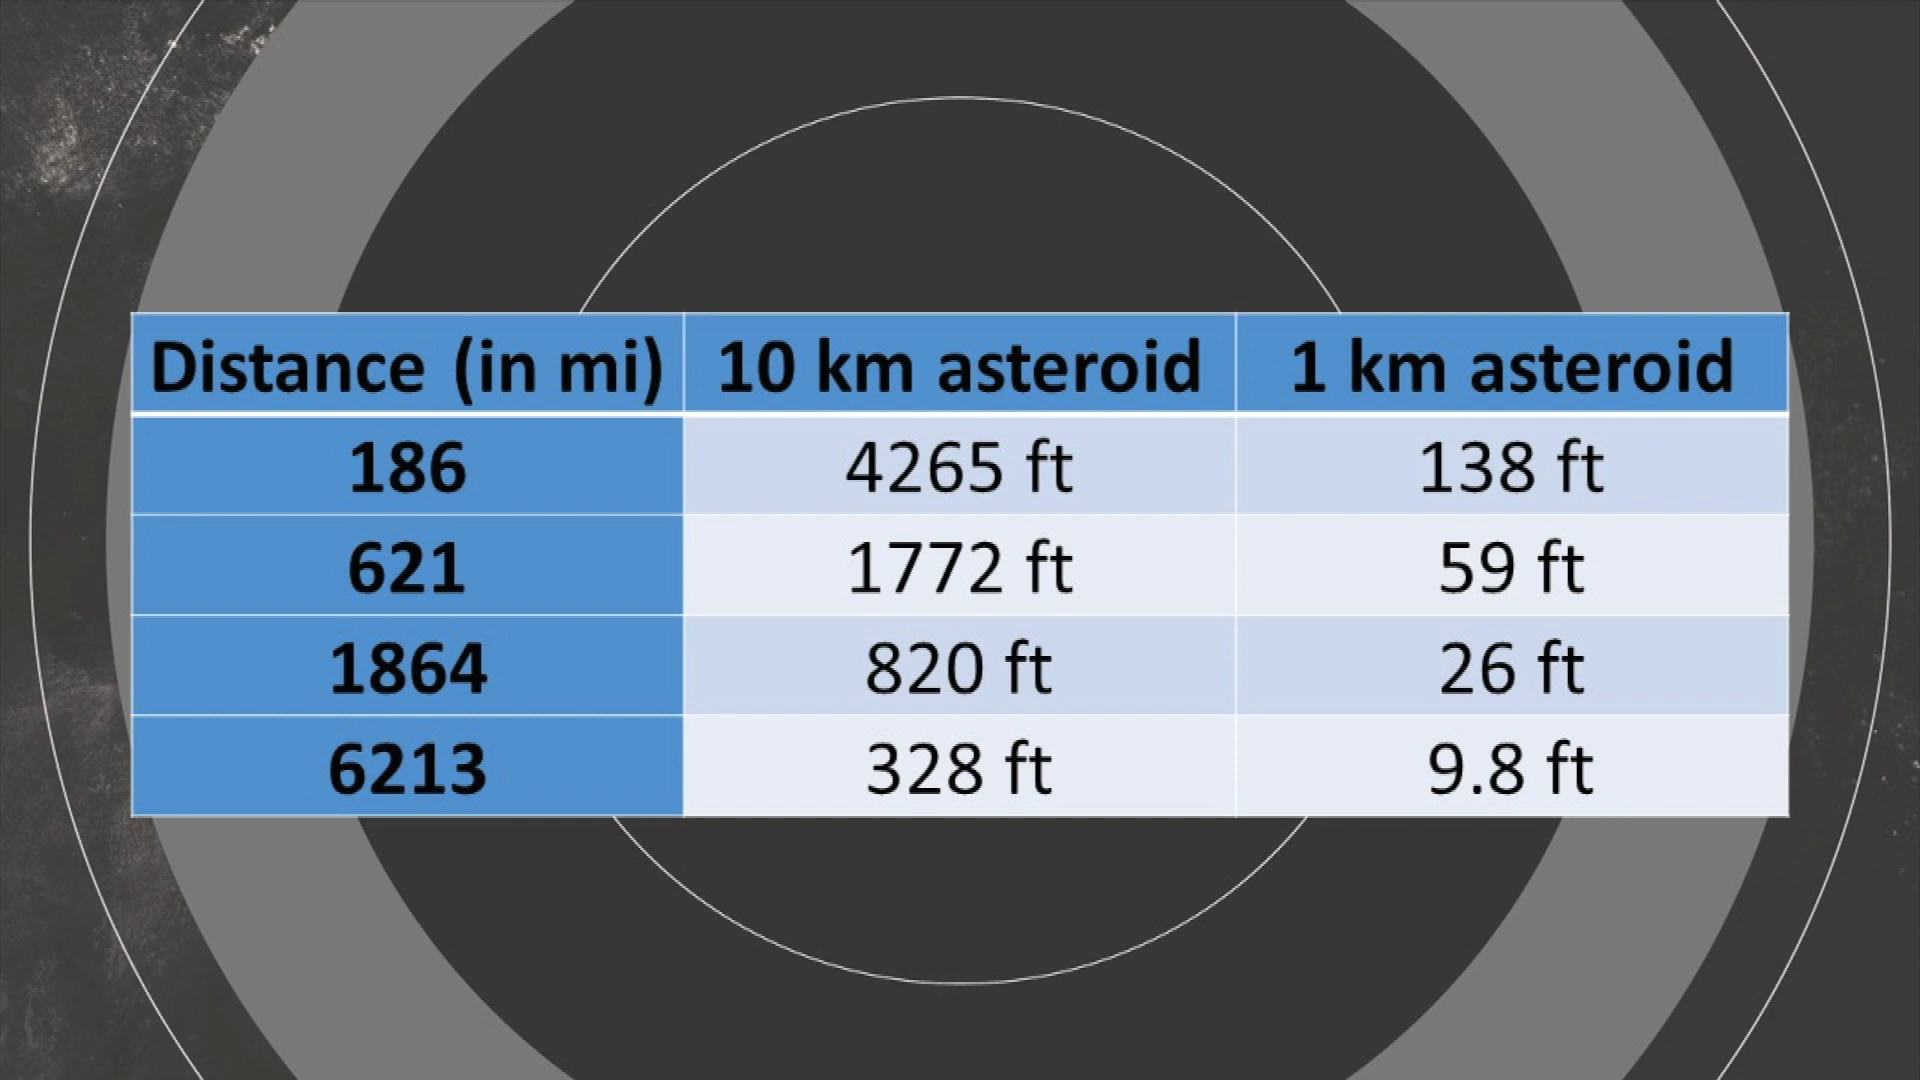 Distance (in mi) 10 km asteroid 1 km asteroid
186 4265 ft 138 ft
621 1772 ft 59 ft
1864 820 ft 26 ft
6213 328 ft 9.8 ft